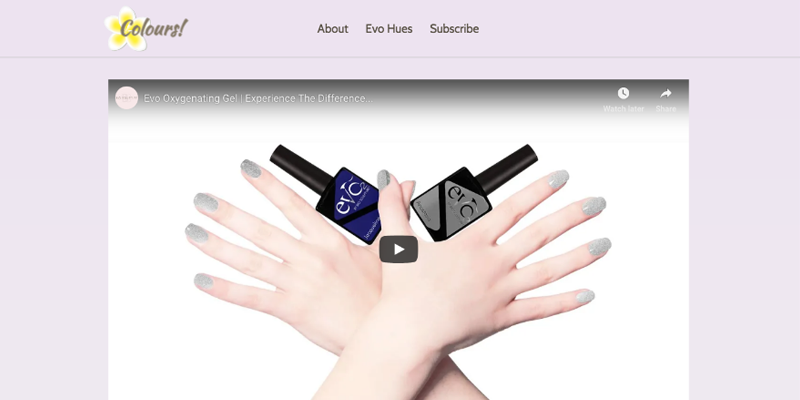 Colours!
About
Evo Hues
Subscribe
Evo Oxygenating Gel | Experience The Difference...
Watch later
Share
evo
evo